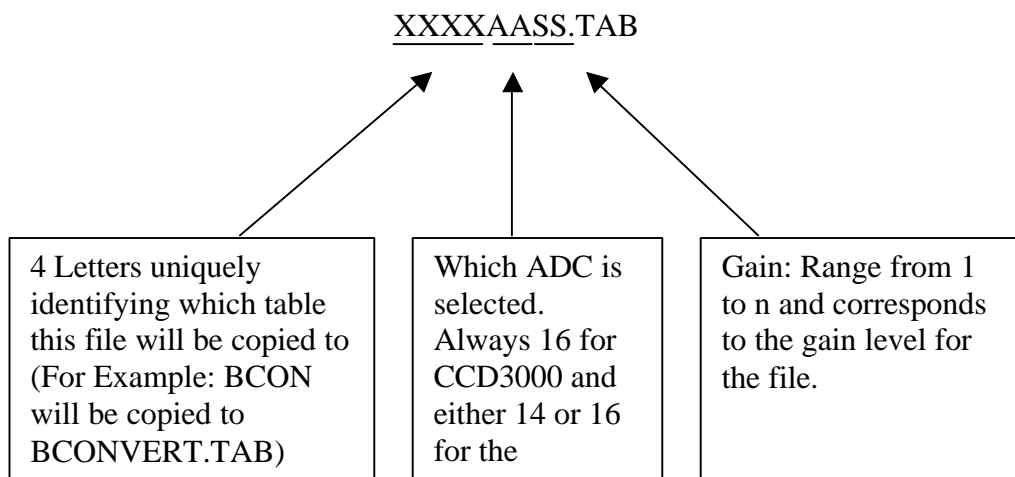 XXXXAASS.TAB
4 Letters uniquely
identifying which table
this file will be copied to
(For Example: BCON
will be copied to
BCONVERT.TAB)
Which ADC is
selected.
Always 16 for
CCD3000 and
either 14 or 16
for the
Gain: Range from 1
to n and corresponds
to the gain level for
the file.